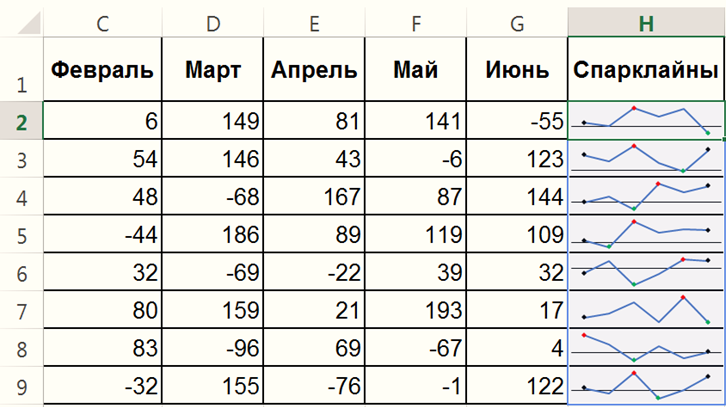 C D E F G H
1 Февраль Март Апрель Май Июнь Спарклайны
2 6 149 81 141 -55
3 54 146 43 -6 123
4 48 -68 167 87 144
5 -44 186 89 119 109
6 32 -69 -22 39 32
7 80 159 21 193 17
8 83 -96 69 -67 4
9 -32 155 -76 -1 122